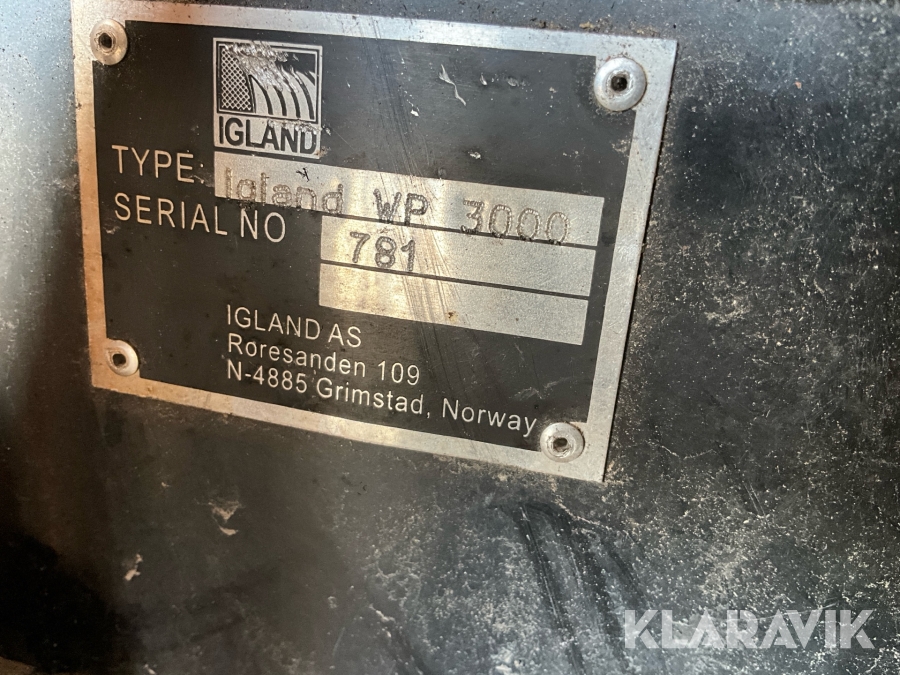 IGLAND
TYPE: Igland WP 3000
SERIAL NO 781
IGLAND AS
Roresanden 109
N-4885 Grimstad, Norway
KLARAVIK